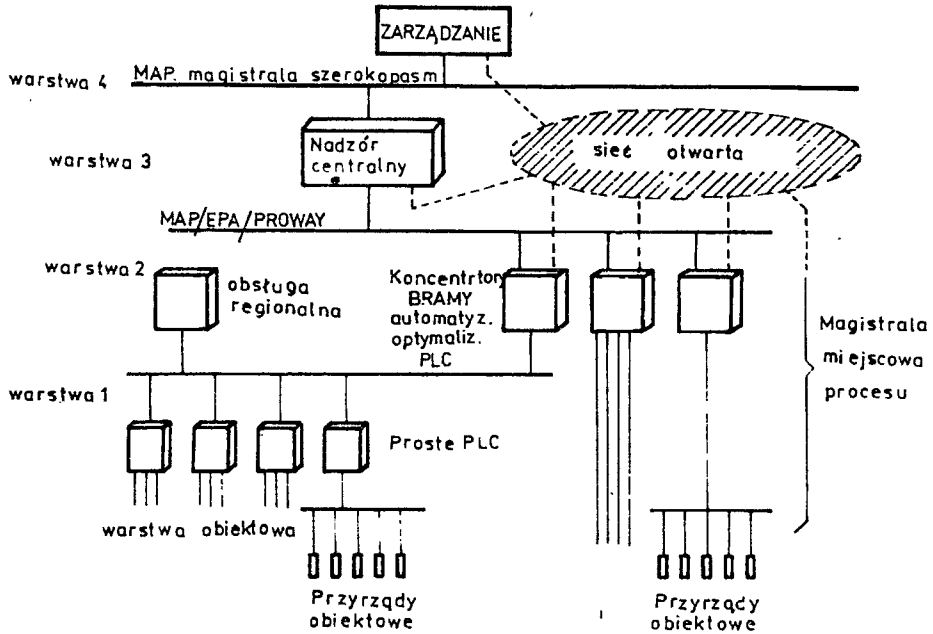 ZARZĄDZANIE
warstwa 4
MAP. magistrala szerokopasm
warstwa 3
Nadzór
centralny
sieć otwarta
MAP/EPA/PROWAY
warstwa 2
obsługa
regionalna
Koncentrtory
BRAMY
automatyz.
optymaliz.
PLC
Magistrala
miejscowa
procesu
warstwa 1
Proste PLC
warstwa obiektowa
Przyrządy
obiektowe
Przyrządy
obiektowe